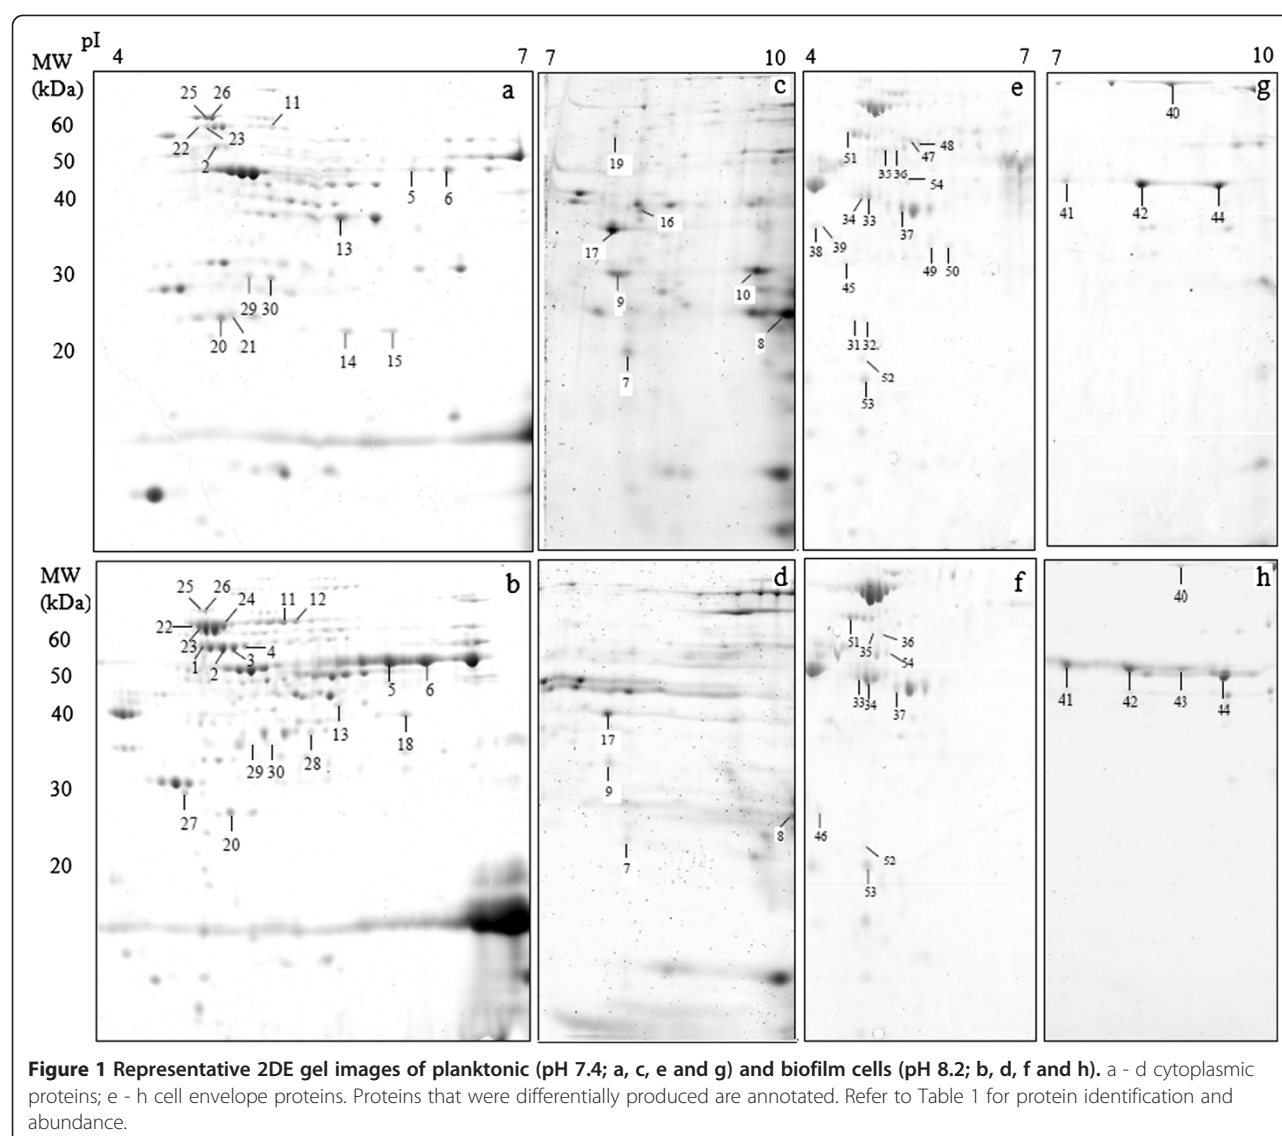 pI
4 7 7 10 4 7 7 10
MW
(kDa)
60
50
40
30
20
a
25 26 11
22 23
2
5 6
13
29 30
20 21 14 15
c
19
16
17
9 10
8
7
e
51 48
47
35 36
54
34 33
37
38 39
49 50
45
31 32
52
53
g
40
41 42 44
MW
(kDa)
60
50
40
30
20
b
25 26
24 11 12
22
23
1 2 3 4
5 6
13 18
29 30 28
27
20
d
17
9
8
7
f
51 35 36
54
33 34
37
46
52
53
h
40
41 42 43 44
Figure 1 Representative 2DE gel images of planktonic (pH 7.4; a, c, e and g) and biofilm cells (pH 8.2; b, d, f and h). a - d cytoplasmic
proteins; e - h cell envelope proteins. Proteins that were differentially produced are annotated. Refer to Table 1 for protein identification and
abundance.